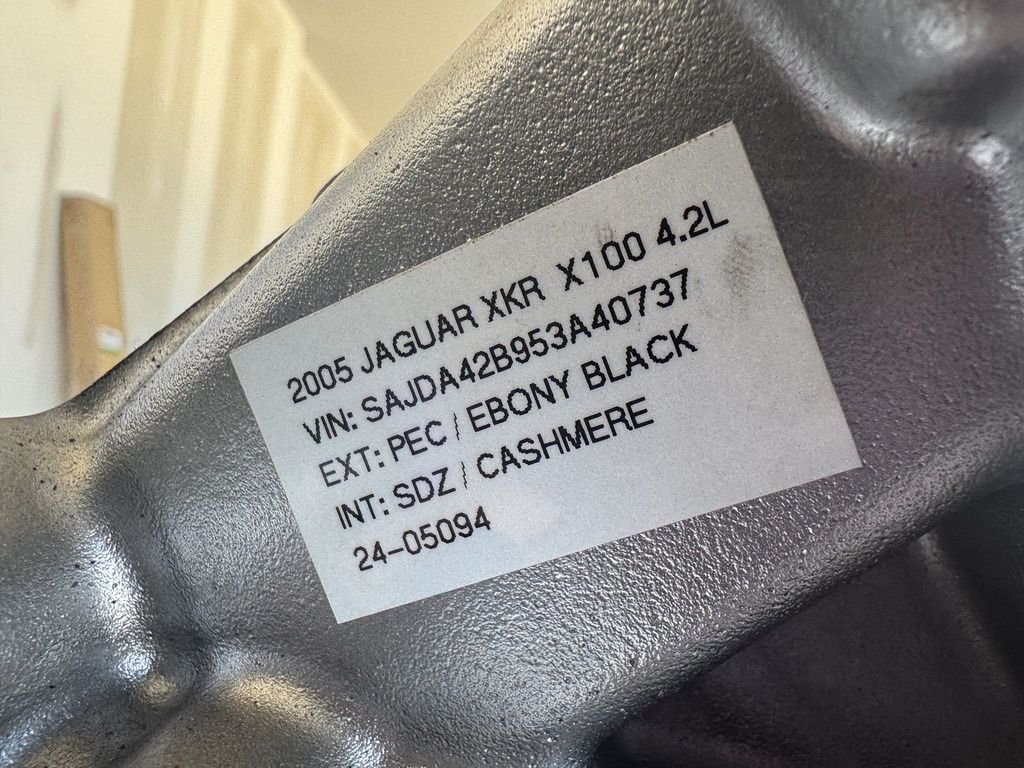 2005 JAGUAR XKR X100 4.2L
VIN: SAJDA42B953A40737
EXT: PEC / EBONY BLACK
INT: SDZ / CASHMERE
24-05094